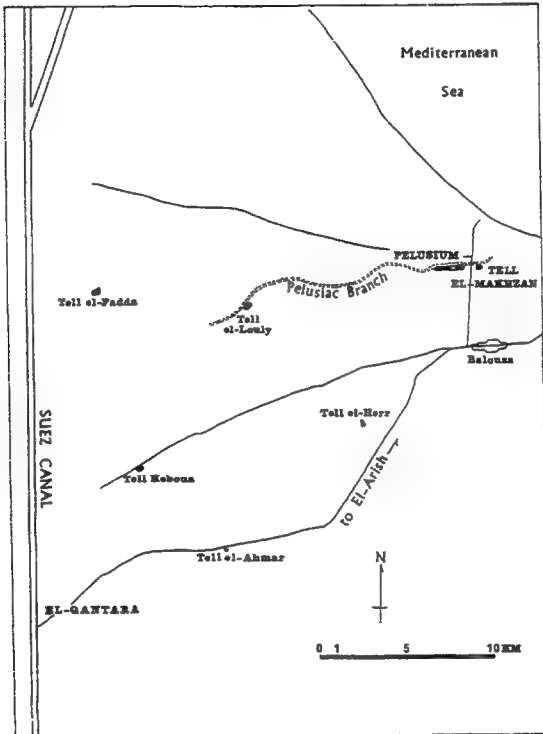 Mediterranean
Sea
PELUSIUM
TELL
EL-MAKHZAN
Pelusiac Branch
Tell el-Fadda
Tell
el-Louly
Balouza
Tell el-Herr
SUEZ CANAL
to El-Arish
Tell Heboua
Tell el-Ahmar
N
EL-QANTARA
0 1 5 10 KM